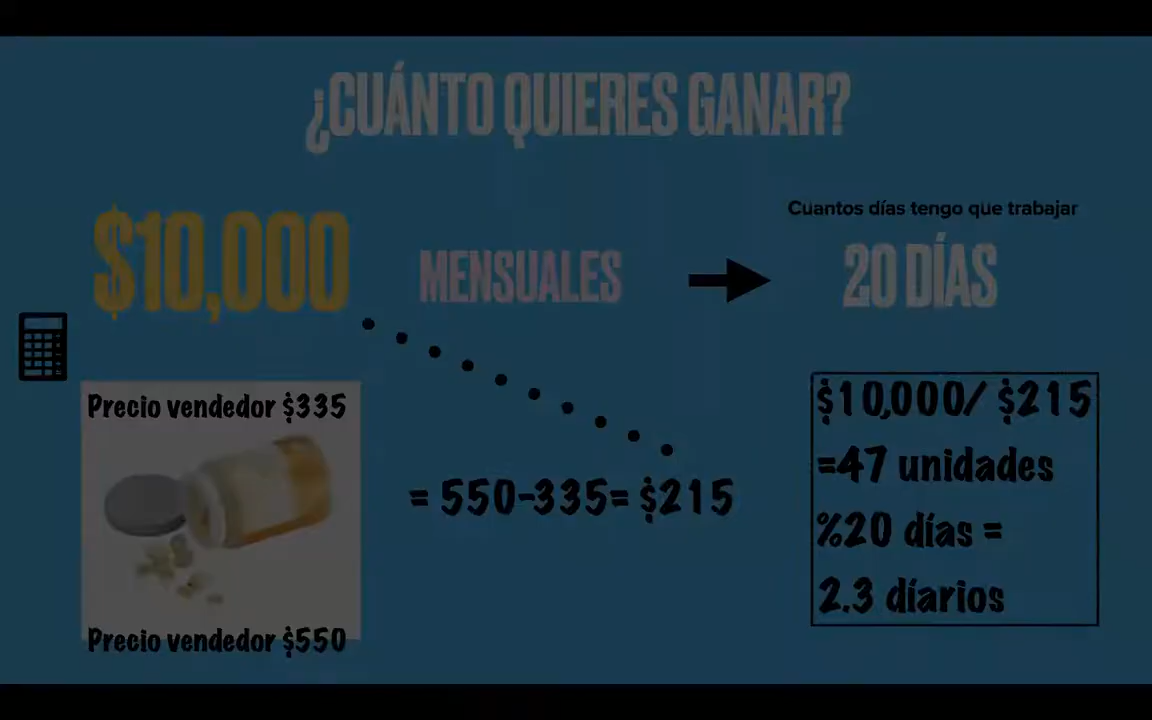 ¿CUÁNTO QUIERES GANAR?
Cuantos días tengo que trabajar
$10,000
MENSUALES
20 DÍAS
Precio vendedor $335
= 550-335= $215
Precio vendedor $550
$10,000/ $215
=47 unidades
%20 días =
2.3 díarios